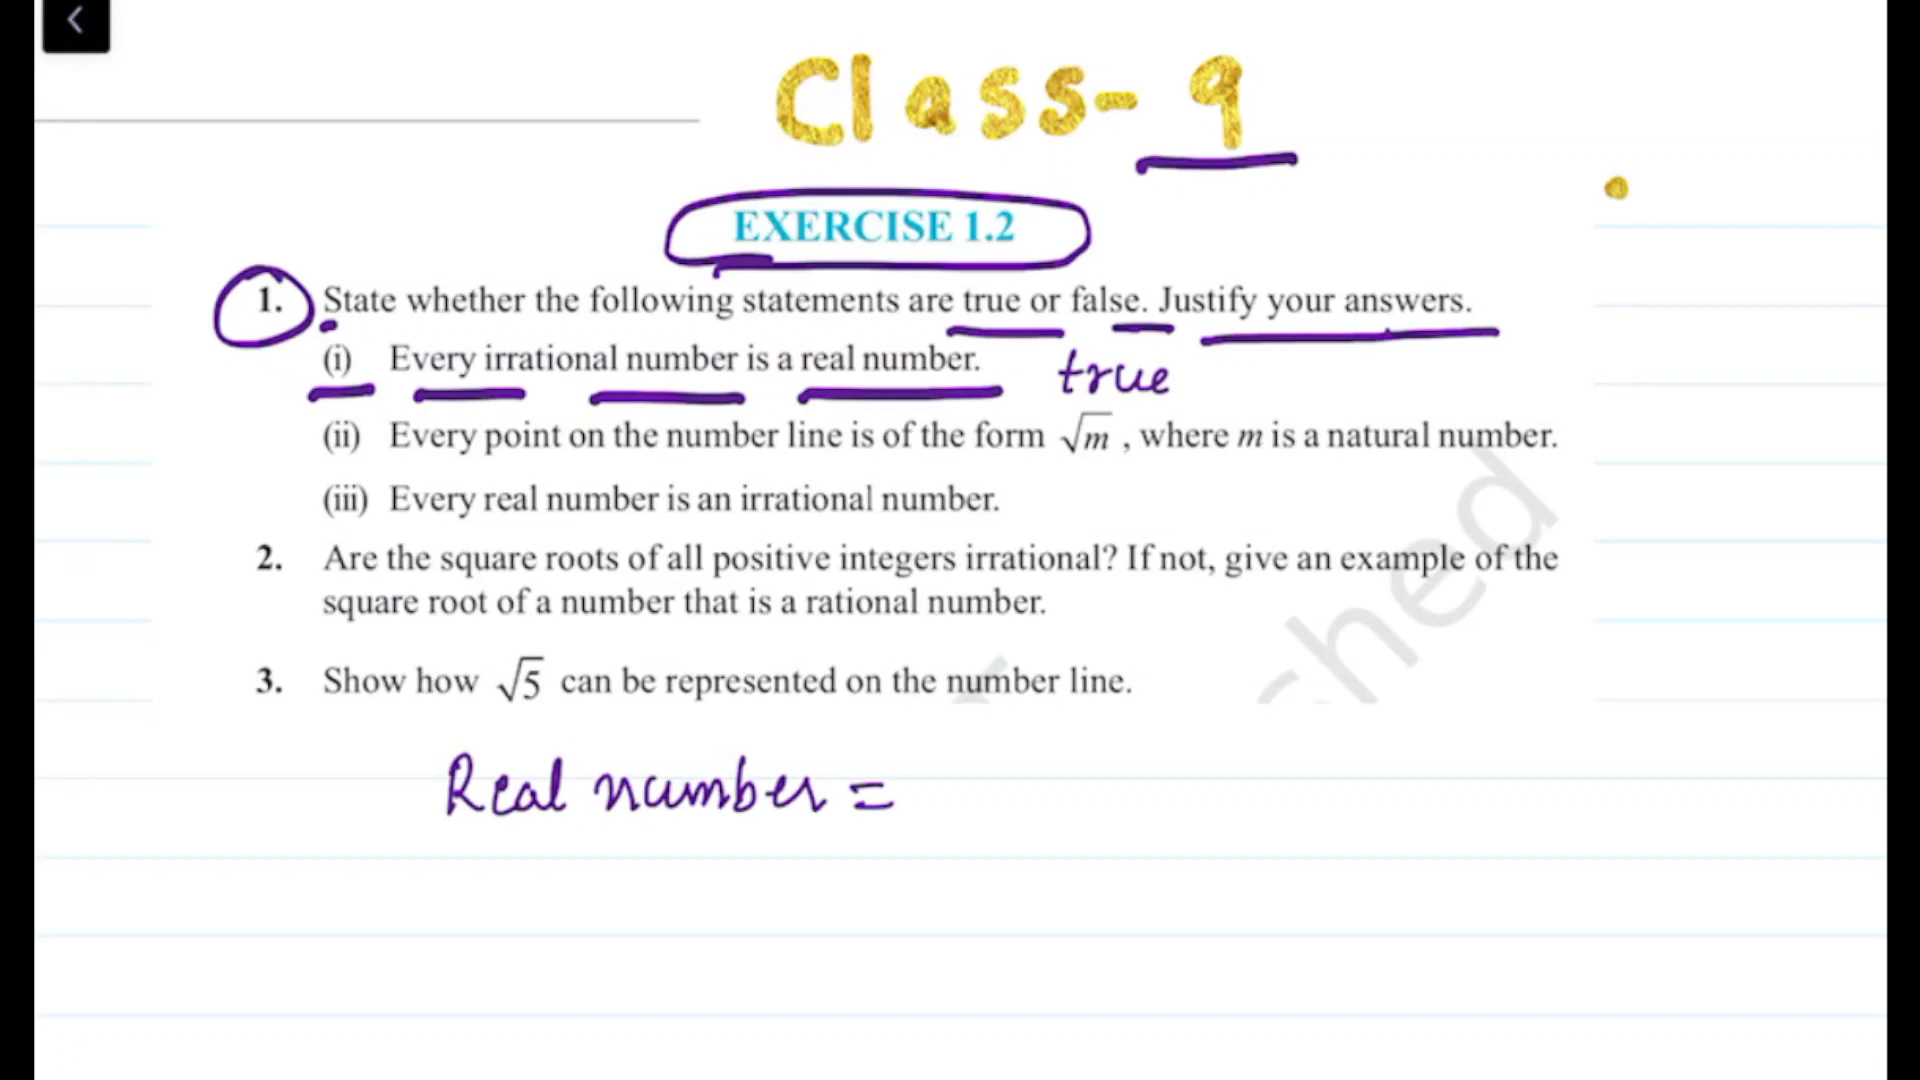 Class-9
EXERCISE 1.2
1. State whether the following statements are true or false. Justify your answers.
(i) Every irrational number is a real number. true
(ii) Every point on the number line is of the form √m , where m is a natural number.
(iii) Every real number is an irrational number.
2. Are the square roots of all positive integers irrational? If not, give an example of the
square root of a number that is a rational number.
3. Show how √5 can be represented on the number line.
Real number =